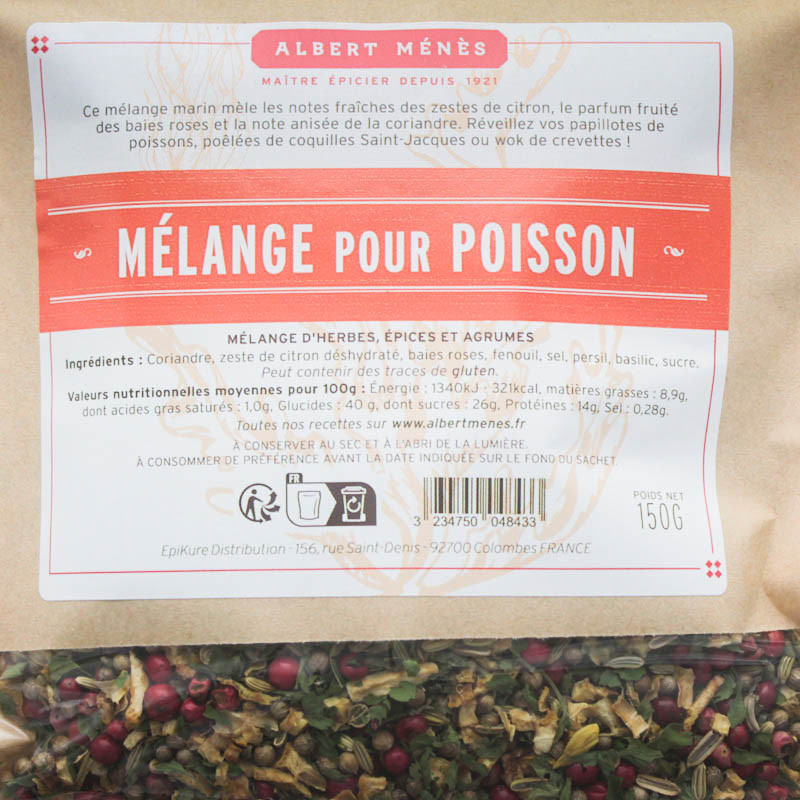 ALBERT MÉNÈS
MAÎTRE ÉPICIER DEPUIS 1921
Ce mélange marin mèle les notes fraîches des zestes de citron, le parfum fruité
des baies roses et la note anisée de la coriandre. Réveillez vos papillotes de
poissons, poêlées de coquilles Saint-Jacques ou wok de crevettes !
MÉLANGE POUR POISSON
MÉLANGE D'HERBES, ÉPICES ET AGRUMES
Ingrédients : Coriandre, zeste de citron déshydraté, baies roses, fenouil, sel, persil, basilic, sucre.
Peut contenir des traces de gluten.
Valeurs nutritionnelles moyennes pour 100g : Énergie : 1340kJ - 321kcal, matières grasses : 8,9g,
dont acides gras saturés : 1,0g, Glucides : 40 g, dont sucres : 26g, Protéines : 14g, Sel : 0,28g.
Toutes nos recettes sur www.albertmenes.fr
À CONSERVER AU SEC ET À L'ABRI DE LA LUMIÈRE.
À CONSOMMER DE PRÉFÉRENCE AVANT LA DATE INDIQUÉE SUR LE FOND DU SACHET.
FR
3 234750 048433
POIDS NET
150G
EpiKure Distribution - 156, rue Saint-Denis - 92700 Colombes FRANCE